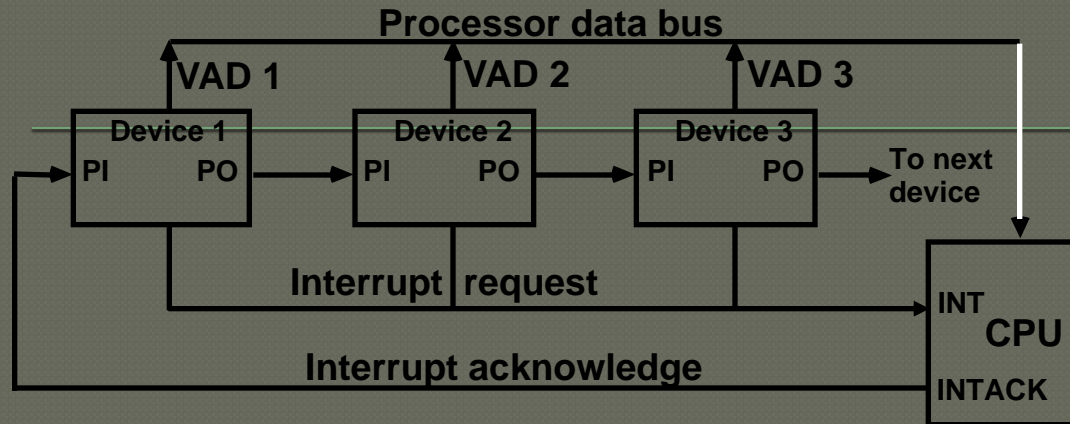 Processor data bus
VAD 1 VAD 2 VAD 3
Device 1 Device 2 Device 3
PI PO PI PO PI PO
To next
device
Interrupt request
INT
CPU
Interrupt acknowledge
INTACK